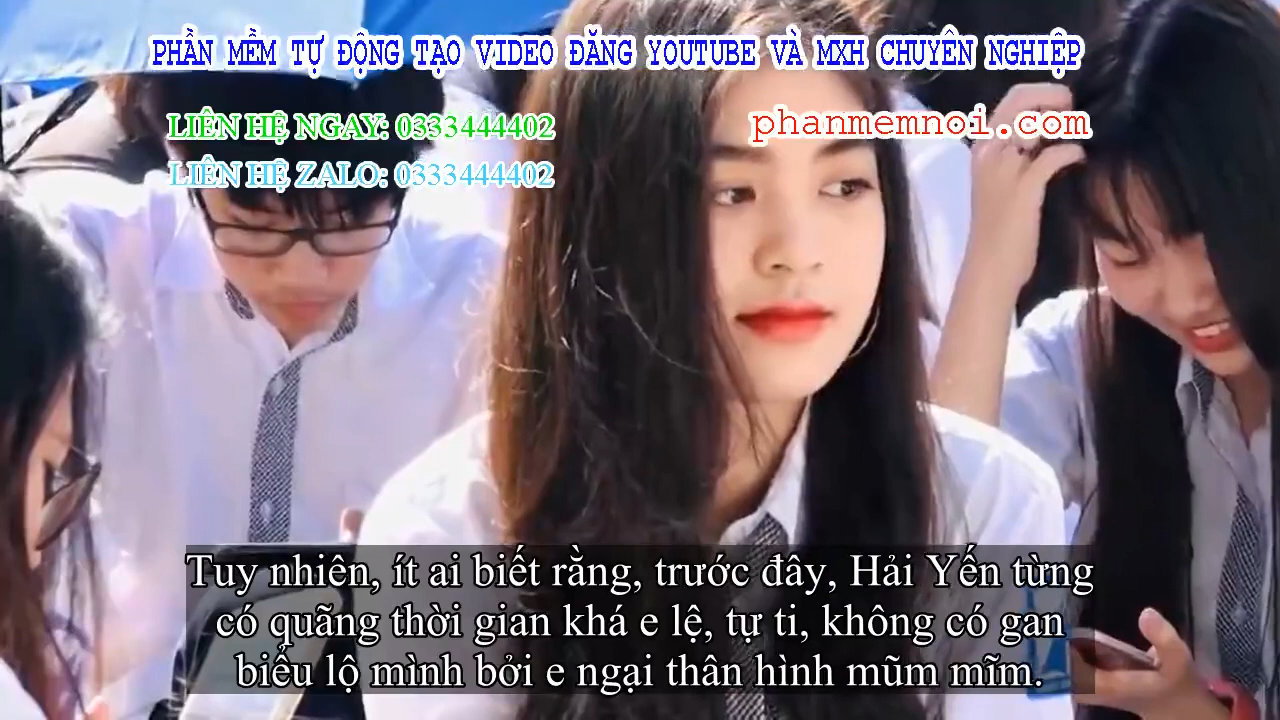 PHẦN MỀM TỰ ĐỘNG TẠO VIDEO ĐĂNG YOUTUBE VÀ MXH CHUYÊN NGHIỆP
LIÊN HỆ NGAY: 0333444402
phanmemnoi.com
LIÊN HỆ ZALO: 0333444402
Tuy nhiên, ít ai biết rằng, trước đây, Hải Yến từng
có quãng thời gian khá e lệ, tự ti, không có gan
biểu lộ mình bởi e ngại thân hình mũm mĩm.